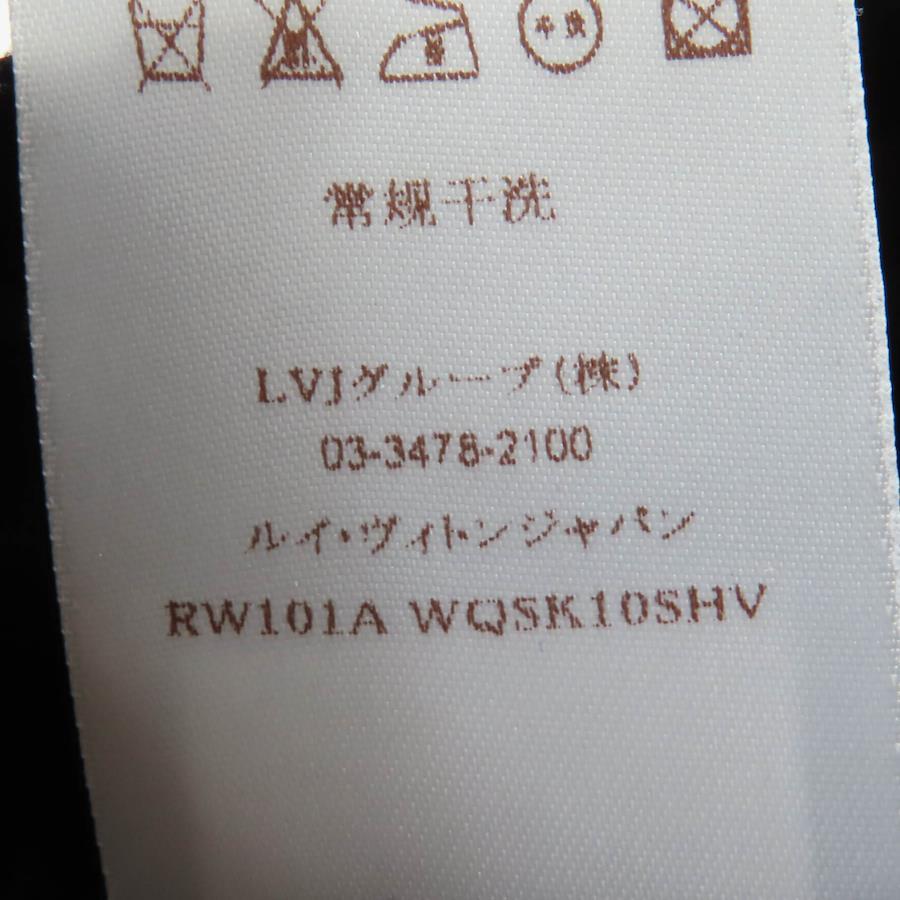 常规干洗
LVJグループ(株)
03-3478-2100
ルイ・ヴィトンジャパン
RW101A WQSK10SHV